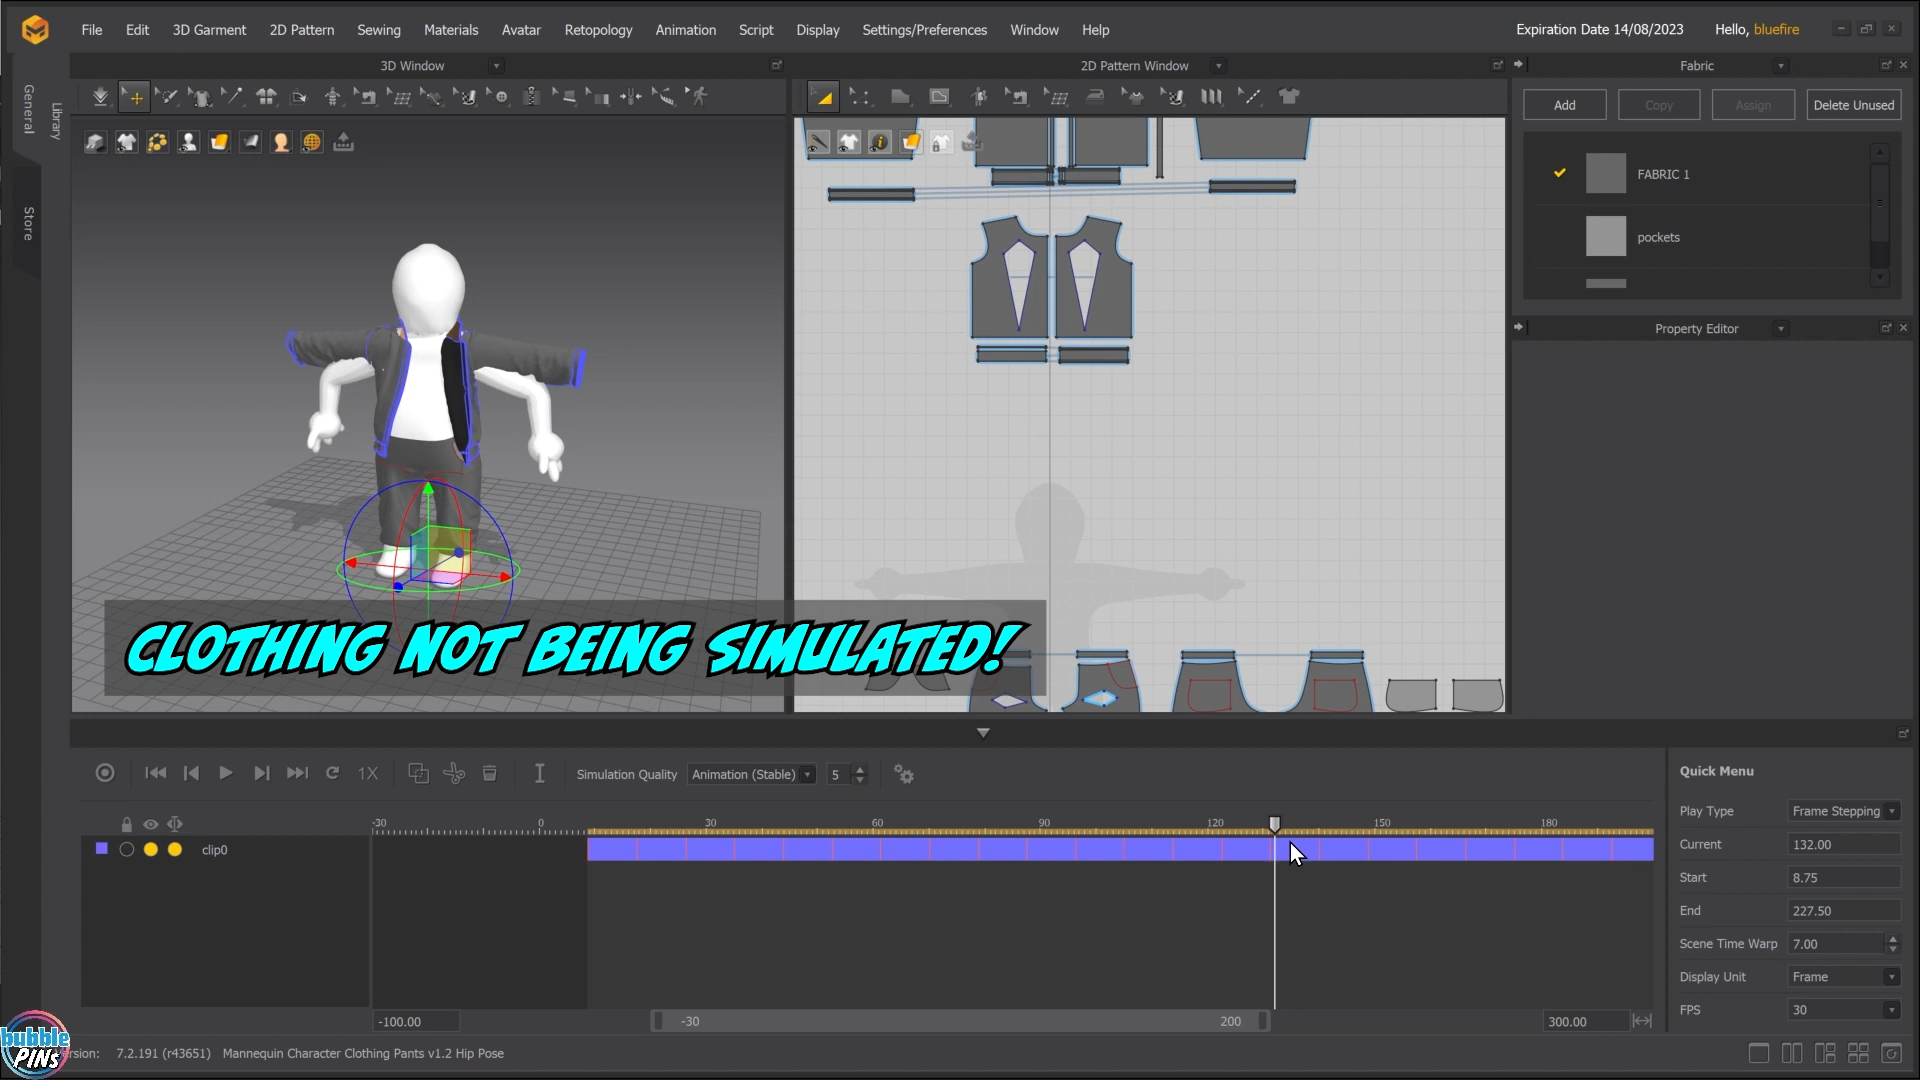 File Edit 3D Garment 2D Pattern Sewing Materials Avatar Retopology Animation Script Display Settings/Preferences Window Help
Expiration Date 14/08/2023 Hello, bluefire
General
Library
Store
3D Window
2D Pattern Window
Fabric
Add Copy Assign Delete Unused
FABRIC 1
pockets
Property Editor
CLOTHING NOT BEING SIMULATED!
1X
Simulation Quality Animation (Stable) 5
-30 0 30 60 90 120 150 180
clip0
-100.00 -30 200 300.00
Quick Menu
Play Type Frame Stepping
Current 132.00
Start 8.75
End 227.50
Scene Time Warp 7.00
Display Unit Frame
FPS 30
bubble
PINs
ersion: 7.2.191 (r43651) Mannequin Character Clothing Pants v1.2 Hip Pose